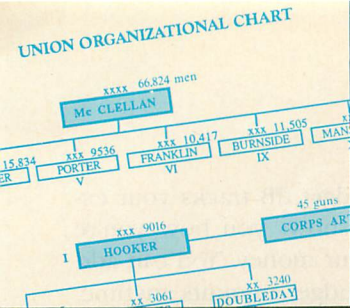 UNION ORGANIZATIONAL CHART
xxxx 66,824 men
Mc CLELLAN
15,834 xxx 9536 xxx 10,417 xxx 11,505
PORTER FRANKLIN BURNSIDE
V VI IX
45 guns
xxx 9016
I HOOKER CORPS
xx 3061 xx 3240
DOUBLEDAY